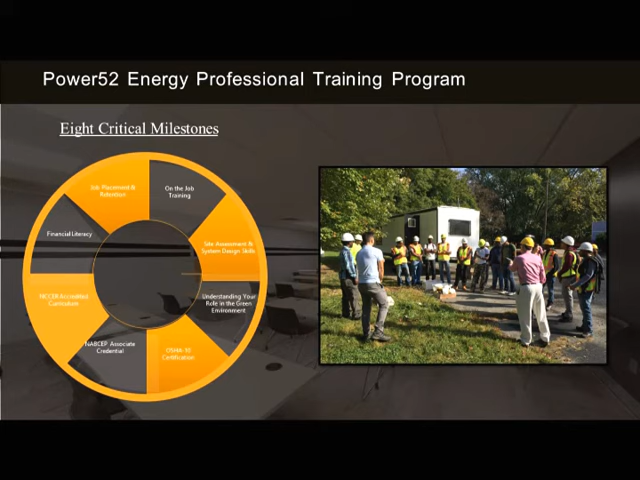 Power52 Energy Professional Training Program
Eight Critical Milestones
Job Placement &
Retention
On the Job
Training
Financial Literacy
Site Assessment &
System Design Skills
NCCER Accredited
Curriculum
Understanding Your
Role in the Green
Environment
NABCEP Associate
Credential
OSHA 10
Certification